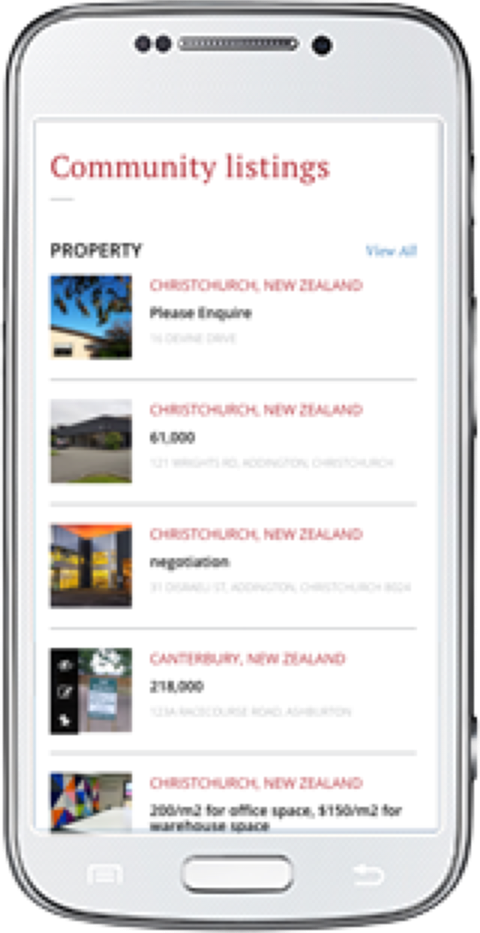 Community listings
PROPERTY
View All
CHRISTCHURCH, NEW ZEALAND
Please Enquire
16 DEVINE DRIVE
CHRISTCHURCH, NEW ZEALAND
61,000
121 WRIGHTS RD, ADDINGTON, CHRISTCHURCH
CHRISTCHURCH, NEW ZEALAND
negotiation
31 DISRAELI ST, ADDINGTON, CHRISTCHURCH 8024
CANTERBURY, NEW ZEALAND
218,000
123A RACECOURSE ROAD, ASHBURTON
CHRISTCHURCH, NEW ZEALAND
200/m2 for office space, $150/m2 for
warehouse space